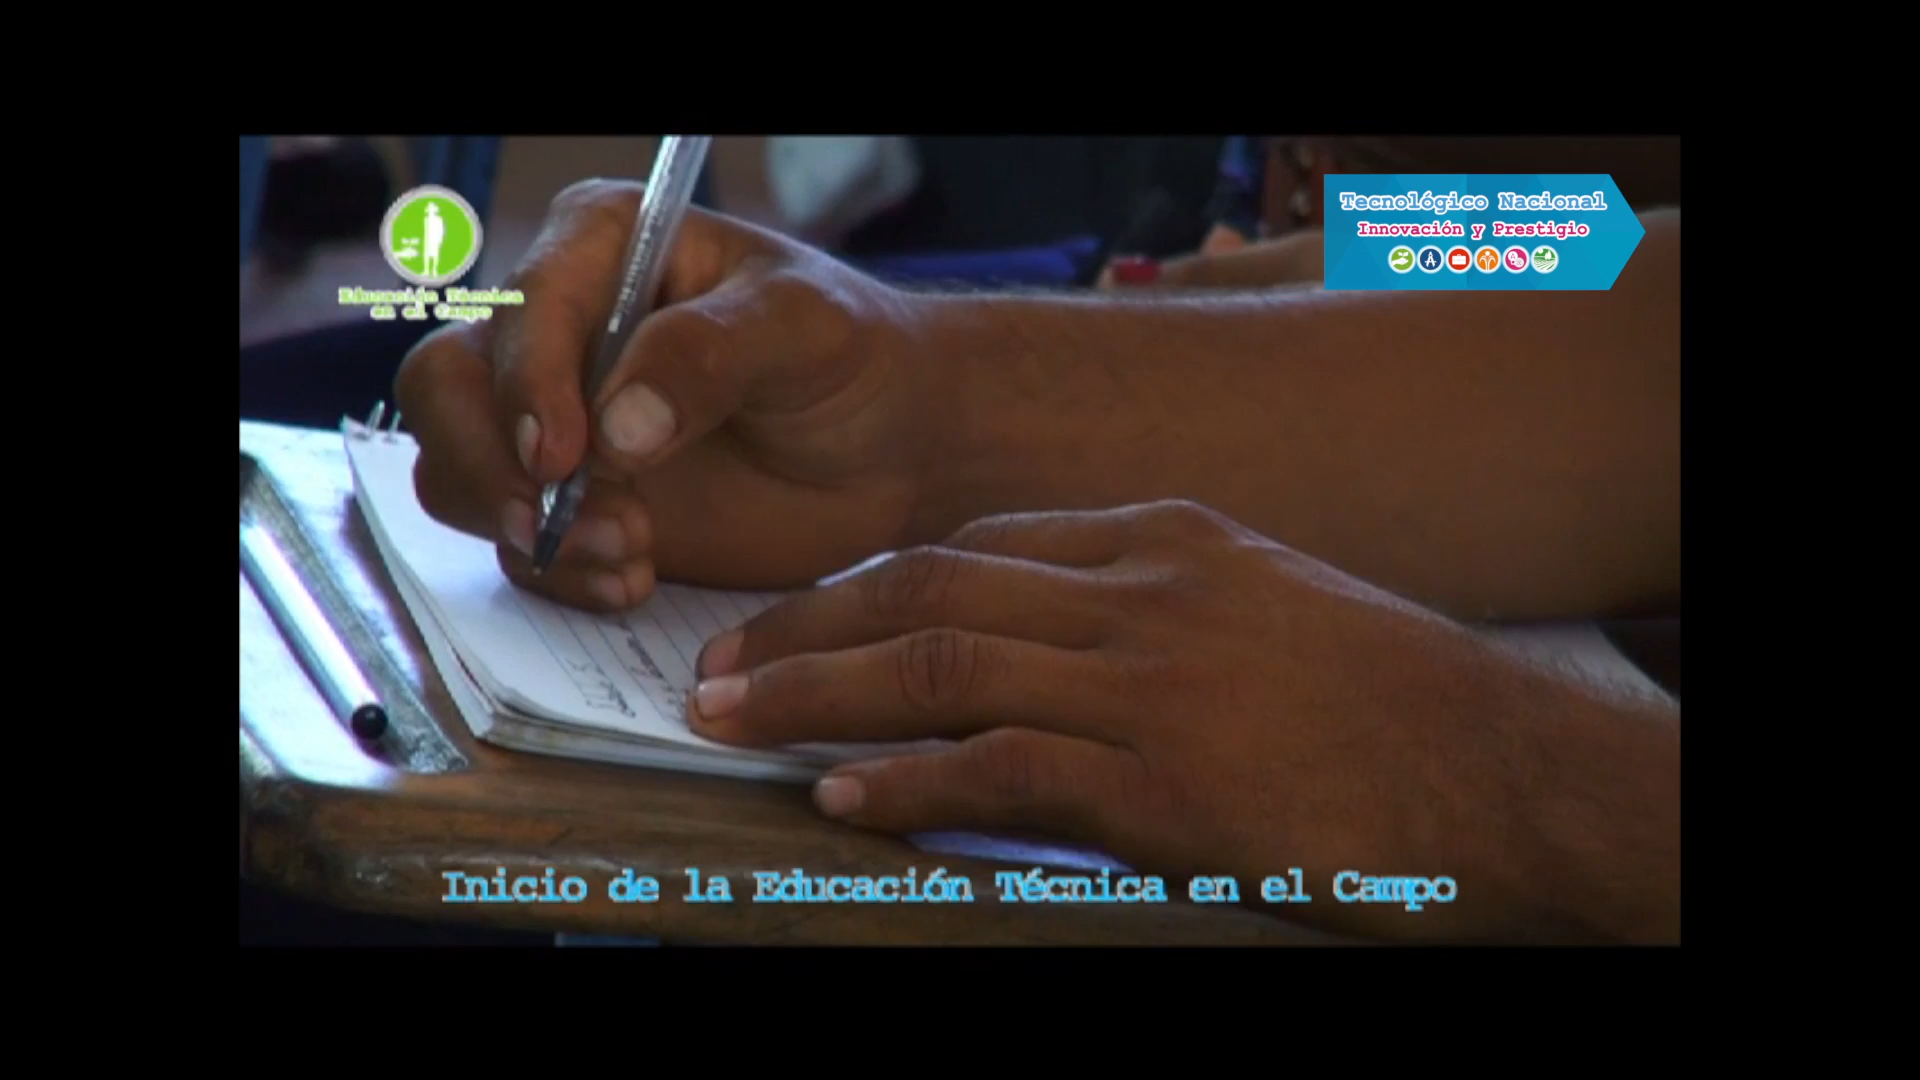 Tecnológico Nacional
Innovación y Prestigio
Educación Técnica
en el Campo
Inicio de la Educación Técnica en el Campo